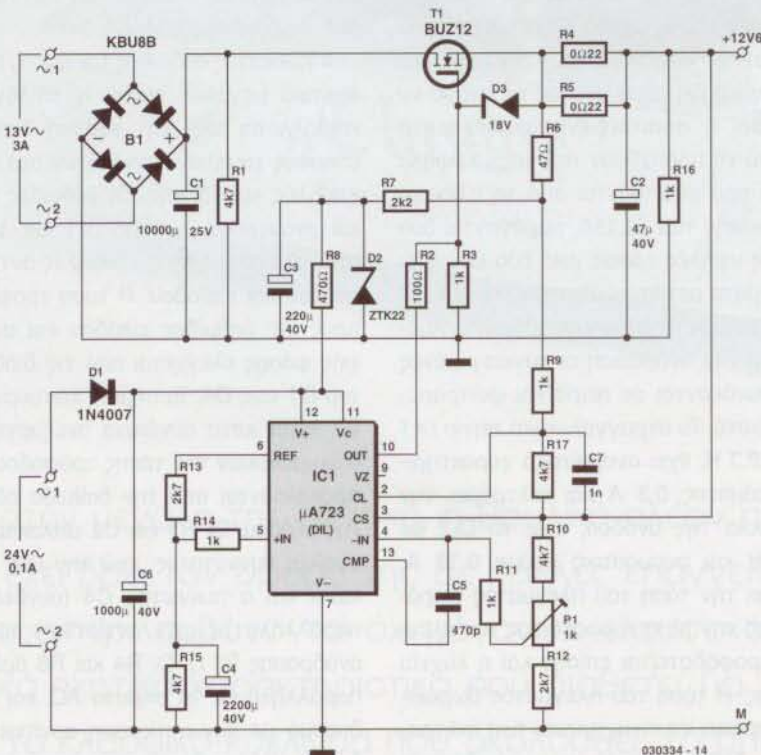 T1
BUZ12
KBU8B
R4
0Ω22
+12V6
1
D3
18V
R5
0Ω22
B1
13V
3A
R6
47Ω
C1
10000µ
25V
R1
4k7
R7
2k2
C2
47µ
40V
R16
1k
2
C3
220µ
40V
R8
470Ω
D2
ZTK22
R2
100Ω
R3
1k
D1
1N4007
R9
1k
12
11
V+
Vc
R13
2k7
6
REF
OUT
10
IC1
VZ
9
R17
4k7
C7
1n
CL
2
R14
1k
µA723
CS
3
5
+IN
(DIL)
–IN
4
24V
0,1A
CMP
13
R10
4k7
V–
7
C5
470p
R11
1k
C6
1000µ
40V
P1
1k
R15
4k7
C4
2200µ
40V
R12
2k7
M
030334 - 14